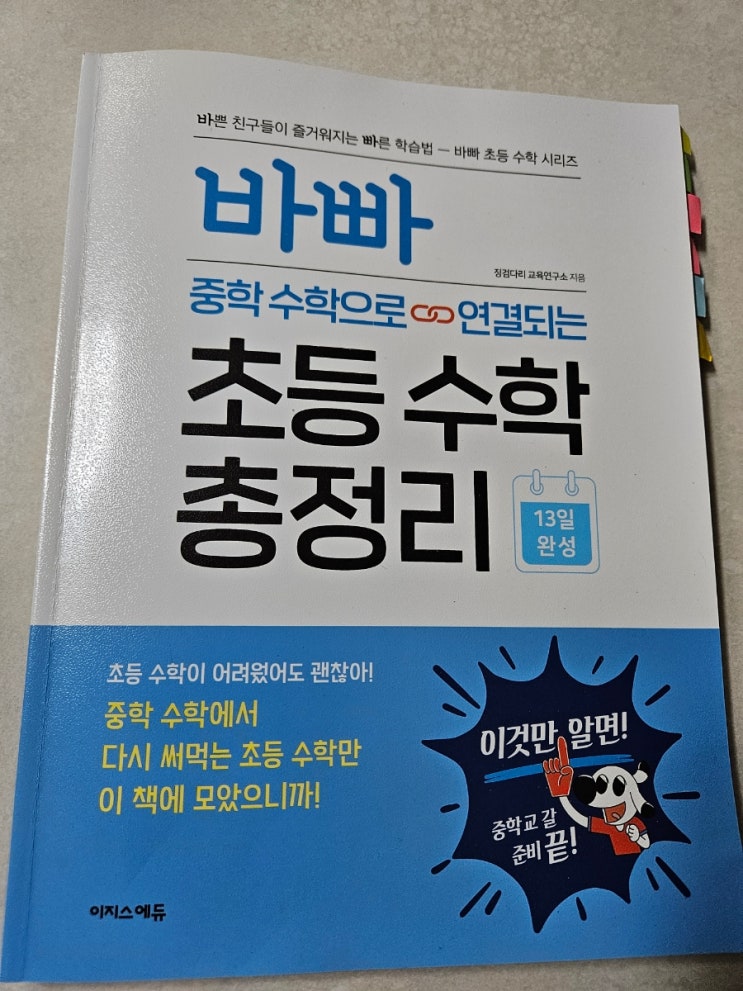 바쁜 친구들이 즐거워지는 빠른 학습법 – 바빠 초등 수학 시리즈
바빠
징검다리 교육연구소 지음
중학 수학으로 연결되는
초등 수학
총정리
13일
완성
초등 수학이 어려웠어도 괜찮아!
중학 수학에서
다시 써먹는 초등 수학만
이 책에 모았으니까!
이것만 알면!
중학교 갈
준비 끝!
이지스에듀